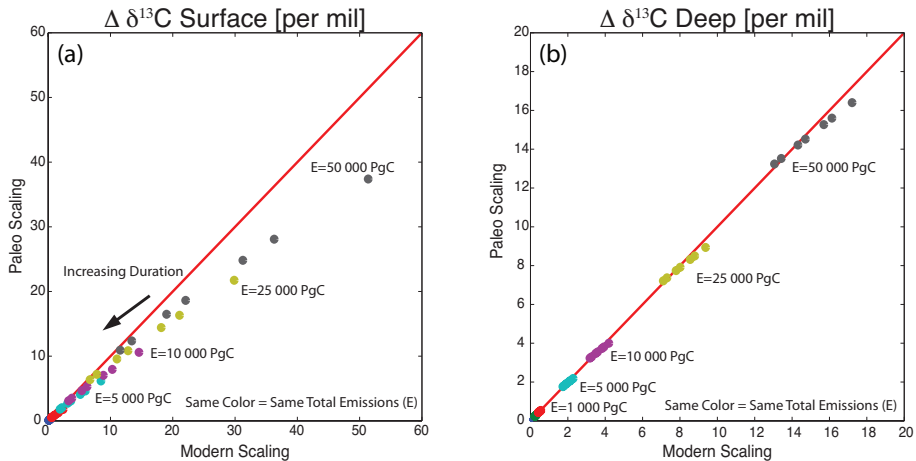 Δ δ¹³C Surface [per mil]
(a)
60
50
40
30
20
10
0
Paleo Scaling
E=50 000 PgC
Increasing Duration
E=25 000 PgC
E=10 000 PgC
E=5 000 PgC
Same Color = Same Total Emissions (E)
0 10 20 30 40 50 60
Modern Scaling
Δ δ¹³C Deep [per mil]
(b)
20
18
16
14
12
10
8
6
4
2
0
Paleo Scaling
E=50 000 PgC
E=25 000 PgC
E=10 000 PgC
E=5 000 PgC
E=1 000 PgC
Same Color = Same Total Emissions (E)
0 2 4 6 8 10 12 14 16 18 20
Modern Scaling